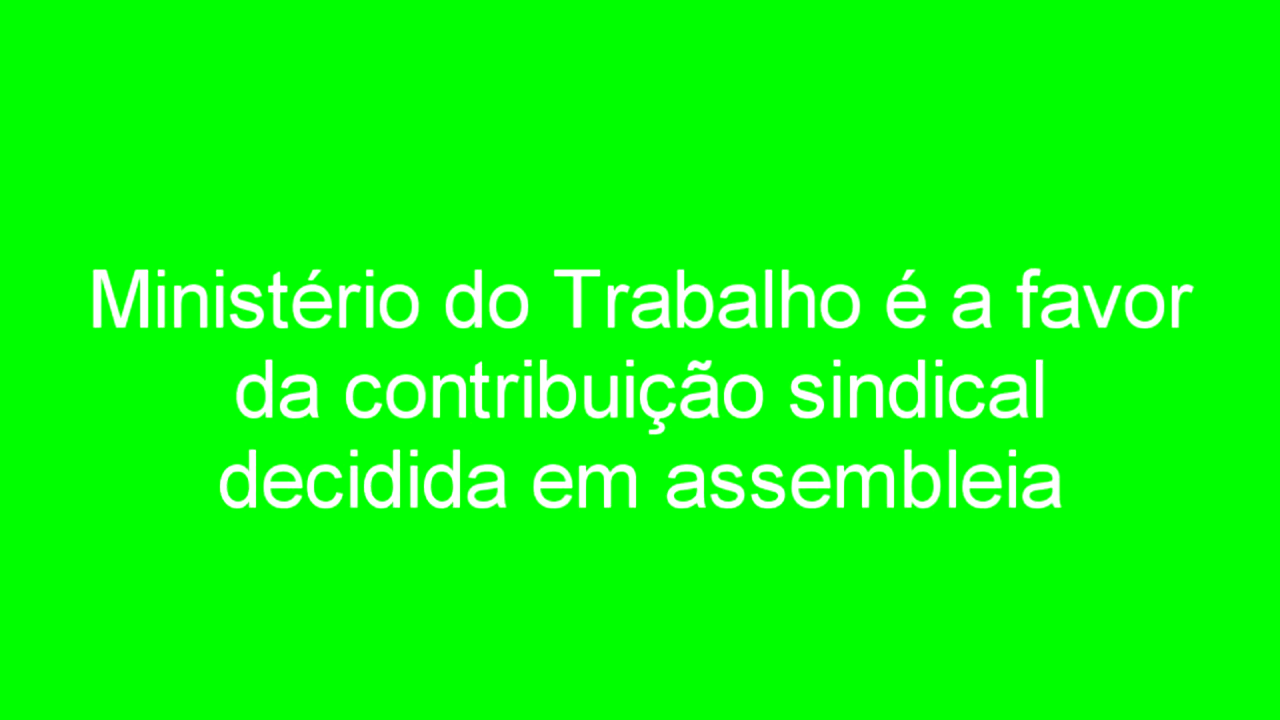 Ministério do Trabalho é a favor
da contribuição sindical
decidida em assembleia